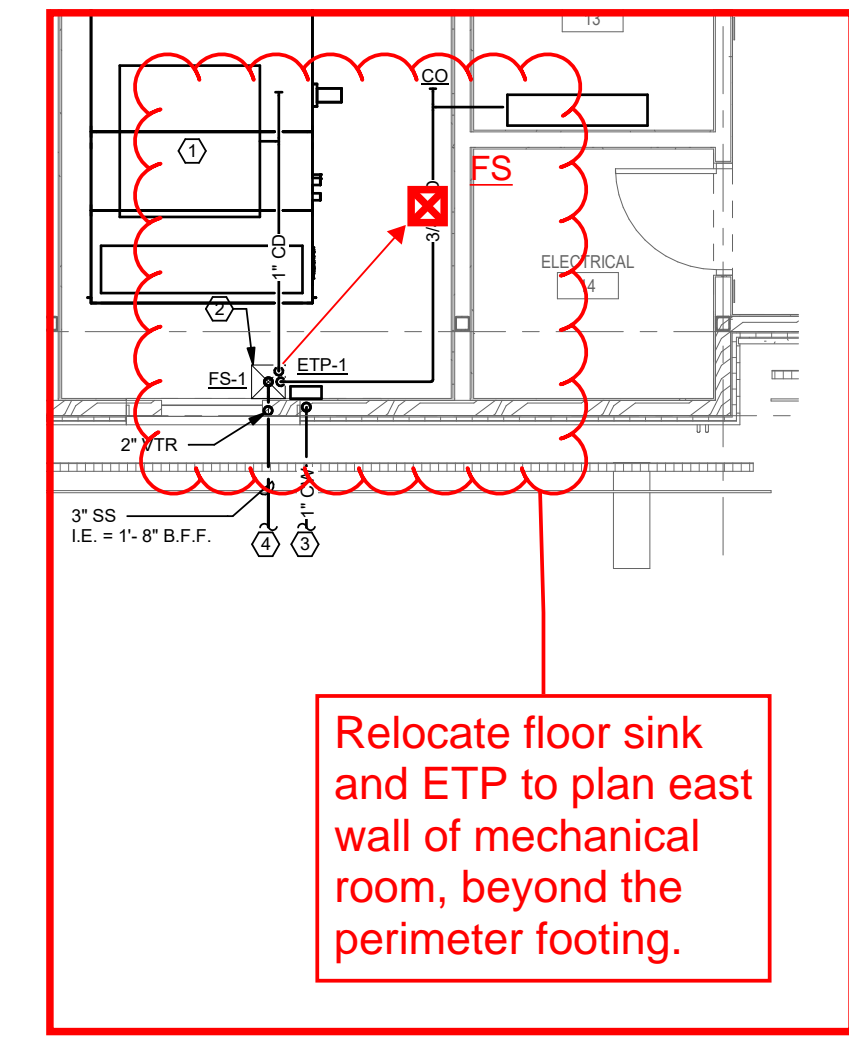 13
CO
1
FS
3/
1" CD
ELECTRICAL
14
2
ETP-1
FS-1
2" VTR
3" SS
I.E. = 1'- 8" B.F.F.
1" CW
4
3
Relocate floor sink
and ETP to plan east
wall of mechanical
room, beyond the
perimeter footing.